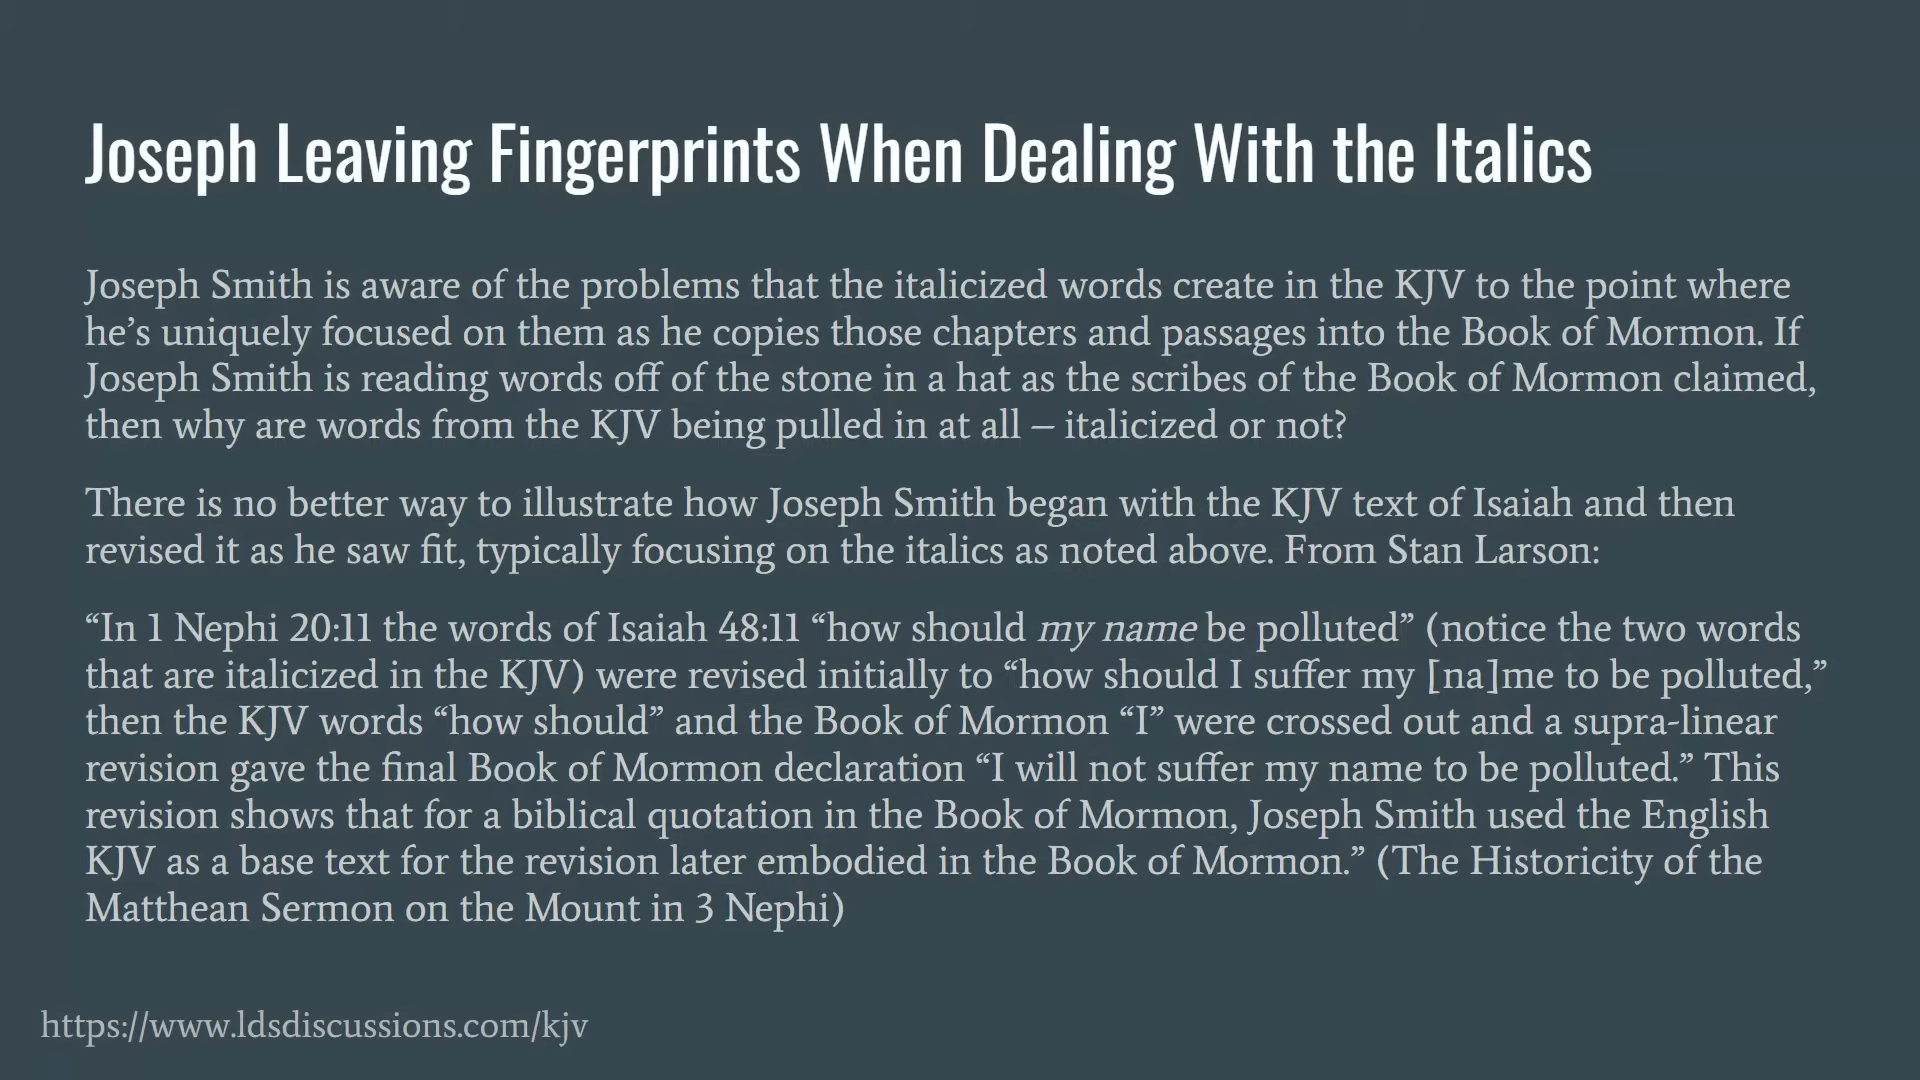 Joseph Leaving Fingerprints When Dealing With the Italics
Joseph Smith is aware of the problems that the italicized words create in the KJV to the point where
he’s uniquely focused on them as he copies those chapters and passages into the Book of Mormon. If
Joseph Smith is reading words off of the stone in a hat as the scribes of the Book of Mormon claimed,
then why are words from the KJV being pulled in at all – italicized or not?
There is no better way to illustrate how Joseph Smith began with the KJV text of Isaiah and then
revised it as he saw fit, typically focusing on the italics as noted above. From Stan Larson:
“In 1 Nephi 20:11 the words of Isaiah 48:11 “how should my name be polluted” (notice the two words
that are italicized in the KJV) were revised initially to “how should I suffer my [na]me to be polluted,”
then the KJV words “how should” and the Book of Mormon “I” were crossed out and a supra-linear
revision gave the final Book of Mormon declaration “I will not suffer my name to be polluted.” This
revision shows that for a biblical quotation in the Book of Mormon, Joseph Smith used the English
KJV as a base text for the revision later embodied in the Book of Mormon.” (The Historicity of the
Matthean Sermon on the Mount in 3 Nephi)
https://www.ldsdiscussions.com/kjv